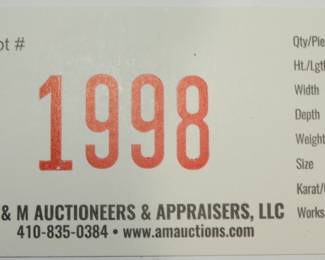 ot #
1998
& M AUCTIONEERS & APPRAISERS, LLC
410-835-0384 • www.amauctions.com
Qty/Pie
Ht./Lgt
Width
Depth
Weight
Size
Karat/
Works